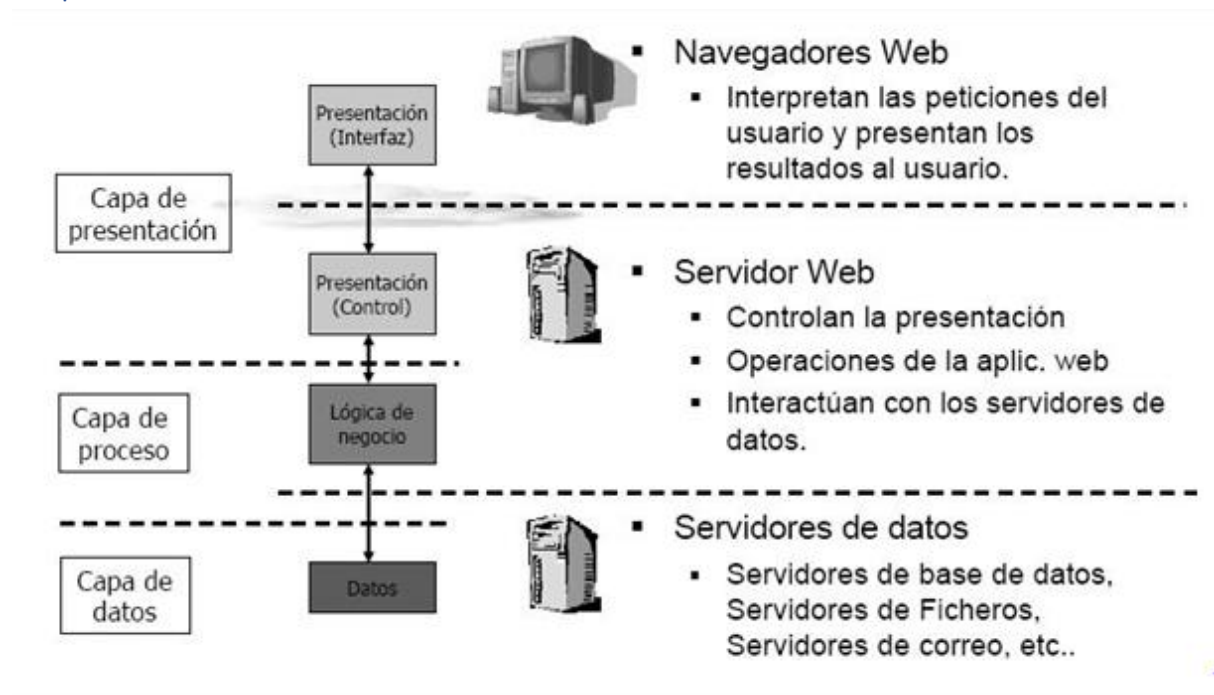 ▪ Navegadores Web
▪ Interpretan las peticiones del
usuario y presentan los
resultados al usuario.
Presentación
(Interfaz)
Capa de
presentación
Presentación
(Control)
▪ Servidor Web
▪ Controlan la presentación
▪ Operaciones de la aplic. web
▪ Interactúan con los servidores de
datos.
Capa de
proceso
Lógica de
negocio
▪ Servidores de datos
▪ Servidores de base de datos,
Servidores de Ficheros,
Servidores de correo, etc..
Capa de
datos
Datos